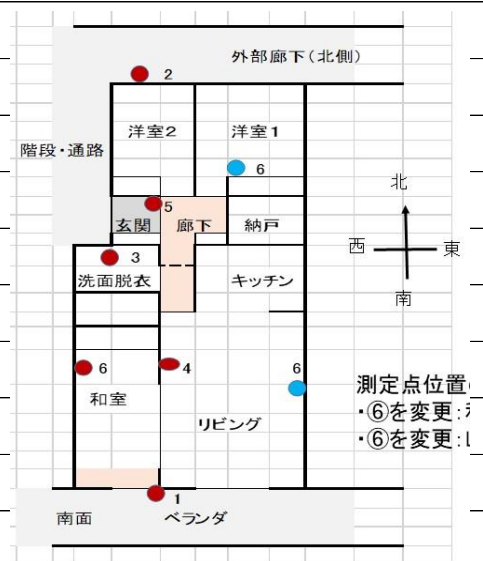 外部廊下(北側)
2
洋室2
洋室1
階段・通路
6
北
5
玄関
廊下
納戸
西
東
3
洗面脱衣
キッチン
南
6
4
6
和室
測定点位置
・⑥を変更:
・⑥を変更:
リビング
1
南面
ベランダ